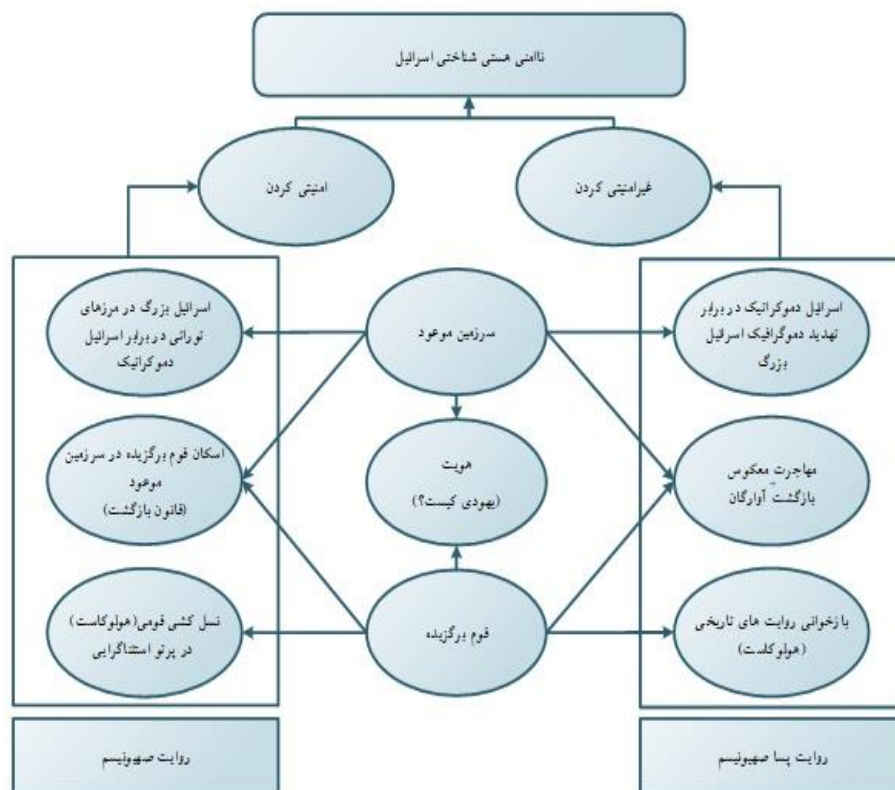 ناامنی هستی شناختی اسرائیل
غیرامنیتی کردن
امنیتی کردن
اسرائیل دموکراتیک در برابر
تهدید دموگرافیک اسرائیل
بزرگ
سرزمین موعود
اسرائیل بزرگ در مرزهای
توراتی در برابر اسرائیل
دموکراتیک
مهاجرت معکوس
+
بازگشت آوارگان
هویت
(یهودی کیست؟)
اسکان قوم برگزیده در سرزمین
موعود
(قانون بازگشت)
بازخوانی روایت های تاریخی
(هولوکاست)
قوم برگزیده
نسل کشی قومی(هولوکاست)
در پرتو استثناگرایی
روایت پسا صهیونیسم
روایت صهیونیسم